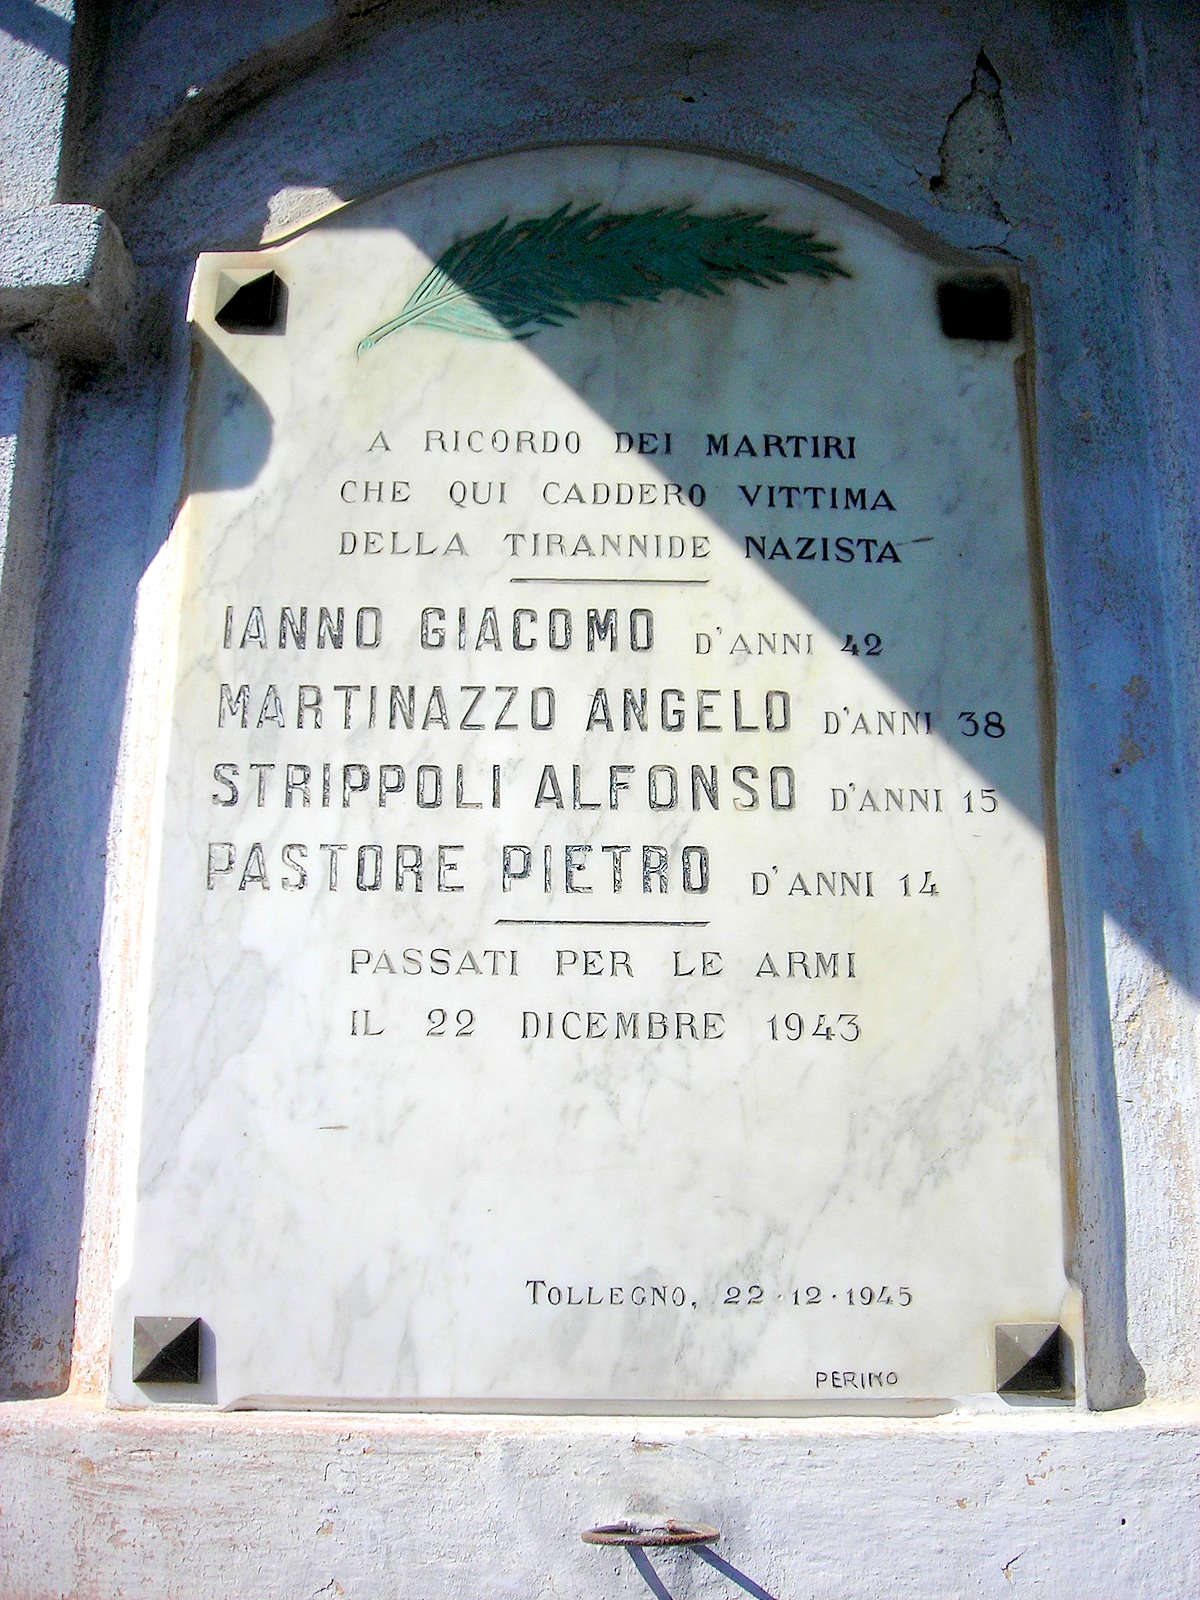 A RICORDO DEI MARTIRI
CHE QUI CADDERO VITTIMA
DELLA TIRANNIDE NAZISTA
IANNO GIACOMO D'ANNI 42
MARTINAZZO ANGELO D'ANNI 38
STRIPPOLI ALFONSO D'ANNI 15
PASTORE PIETRO D'ANNI 14
PASSATI PER LE ARMI
IL 22 DICEMBRE 1943
TOLLEGNO, 22·12·1945
PERINO